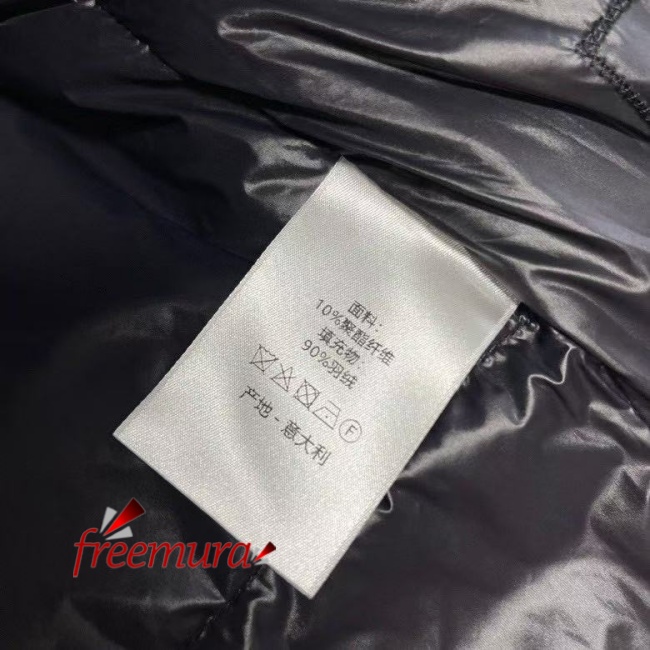 面料：
10%聚酯纤维
填充物：
90%羽绒
F
产地 - 意大利
freemura